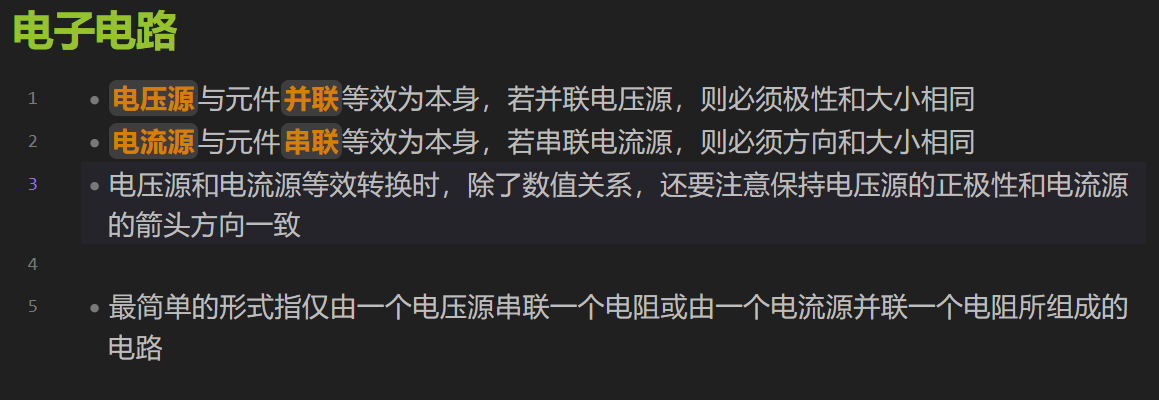 电子电路
1 电压源与元件并联等效为本身，若并联电压源，则必须极性和大小相同
2 电流源与元件串联等效为本身，若串联电流源，则必须方向和大小相同
3 电压源和电流源等效转换时，除了数值关系，还要注意保持电压源的正极性和电流源
的箭头方向一致
4
5 最简单的形式指仅由一个电压源串联一个电阻或由一个电流源并联一个电阻所组成的
电路